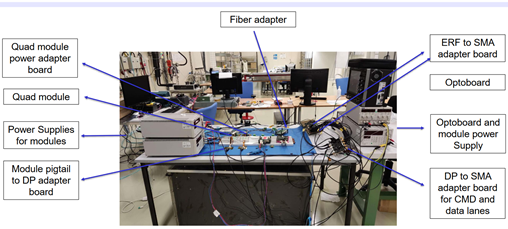 Fiber adapter
Quad module
power adapter
board
Quad module
Power Supplies
for modules
Module pigtail
to DP adapter
board
ERF to SMA
adapter board
Optoboard
Optoboard and
module power
Supply
DP to SMA
adapter board
for CMD and
data lanes